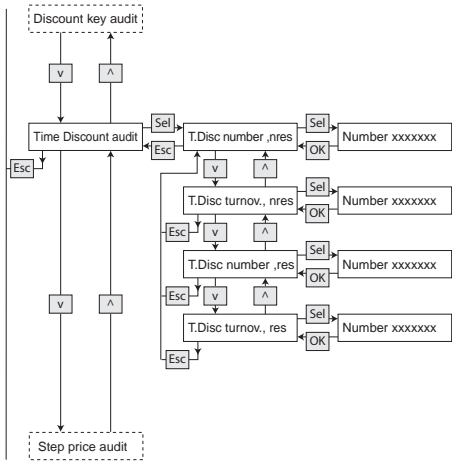 Discount key audit
v ^
Sel Sel
Time Discount audit T.Disc number ,nres Number xxxxxxx
Esc OK
Esc v ^
Sel
T.Disc turnov., nres Number xxxxxxx
OK
Esc v ^
Sel
T.Disc number ,res Number xxxxxxx
OK
v ^ Esc v ^
Sel
T.Disc turnov., res Number xxxxxxx
OK
Esc
Step price audit